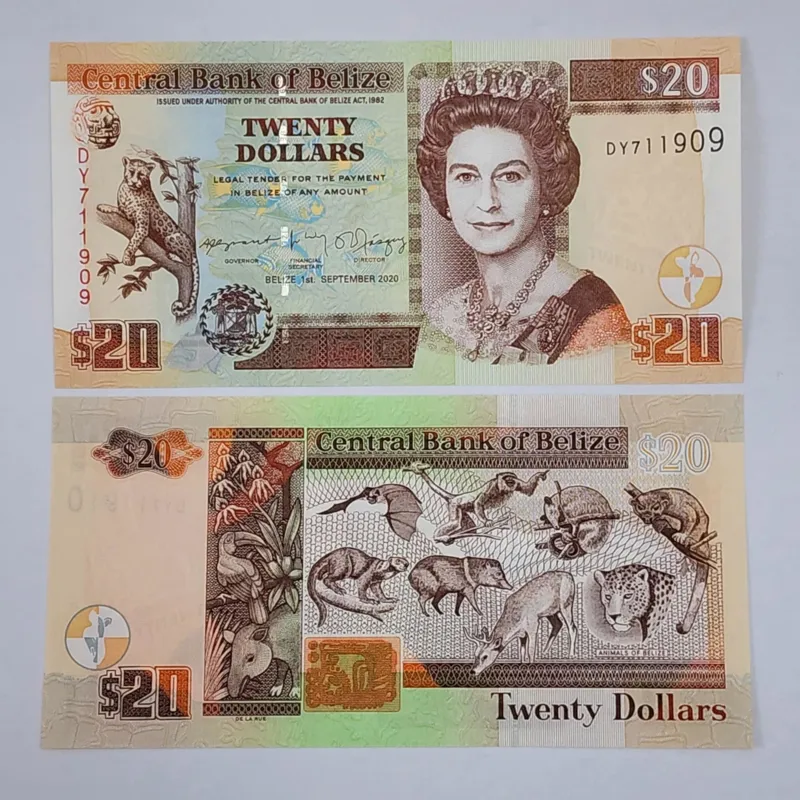 Central Bank of Belize
$20
ISSUED UNDER AUTHORITY OF THE CENTRAL BANK OF BELIZE ACT, 1982
TWENTY
DOLLARS
DY711909
LEGAL TENDER FOR THE PAYMENT
IN BELIZE OF ANY AMOUNT
DY711909
GOVERNOR
FINANCIAL
SECRETARY
DIRECTOR
BELIZE, 1st. SEPTEMBER 2020
$20
$20
$20
Central Bank of Belize
$20
ANIMALS OF BELIZE
$20
Twenty Dollars
DE LA RUE